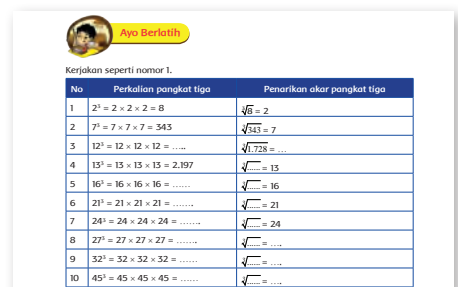 Ayo Berlatih
Kerjakan seperti nomor 1.
No Perkalian pangkat tiga Penarikan akar pangkat tiga
1 2³ = 2 × 2 × 2 = 8 ∛8 = 2
2 7³ = 7 × 7 × 7 = 343 ∛343 = 7
3 12³ = 12 × 12 × 12 = ..... ∛1.728 = ...
4 13³ = 13 × 13 × 13 = 2.197 ∛...... = 13
5 16³ = 16 × 16 × 16 = ...... ∛...... = 16
6 21³ = 21 × 21 × 21 = ....... ∛...... = 21
7 24³ = 24 × 24 × 24 = ....... ∛...... = 24
8 27³ = 27 × 27 × 27 = ....... ∛...... = ....
9 32³ = 32 × 32 × 32 = ...... ∛...... = ....
10 45³ = 45 × 45 × 45 = ...... ∛...... = ....